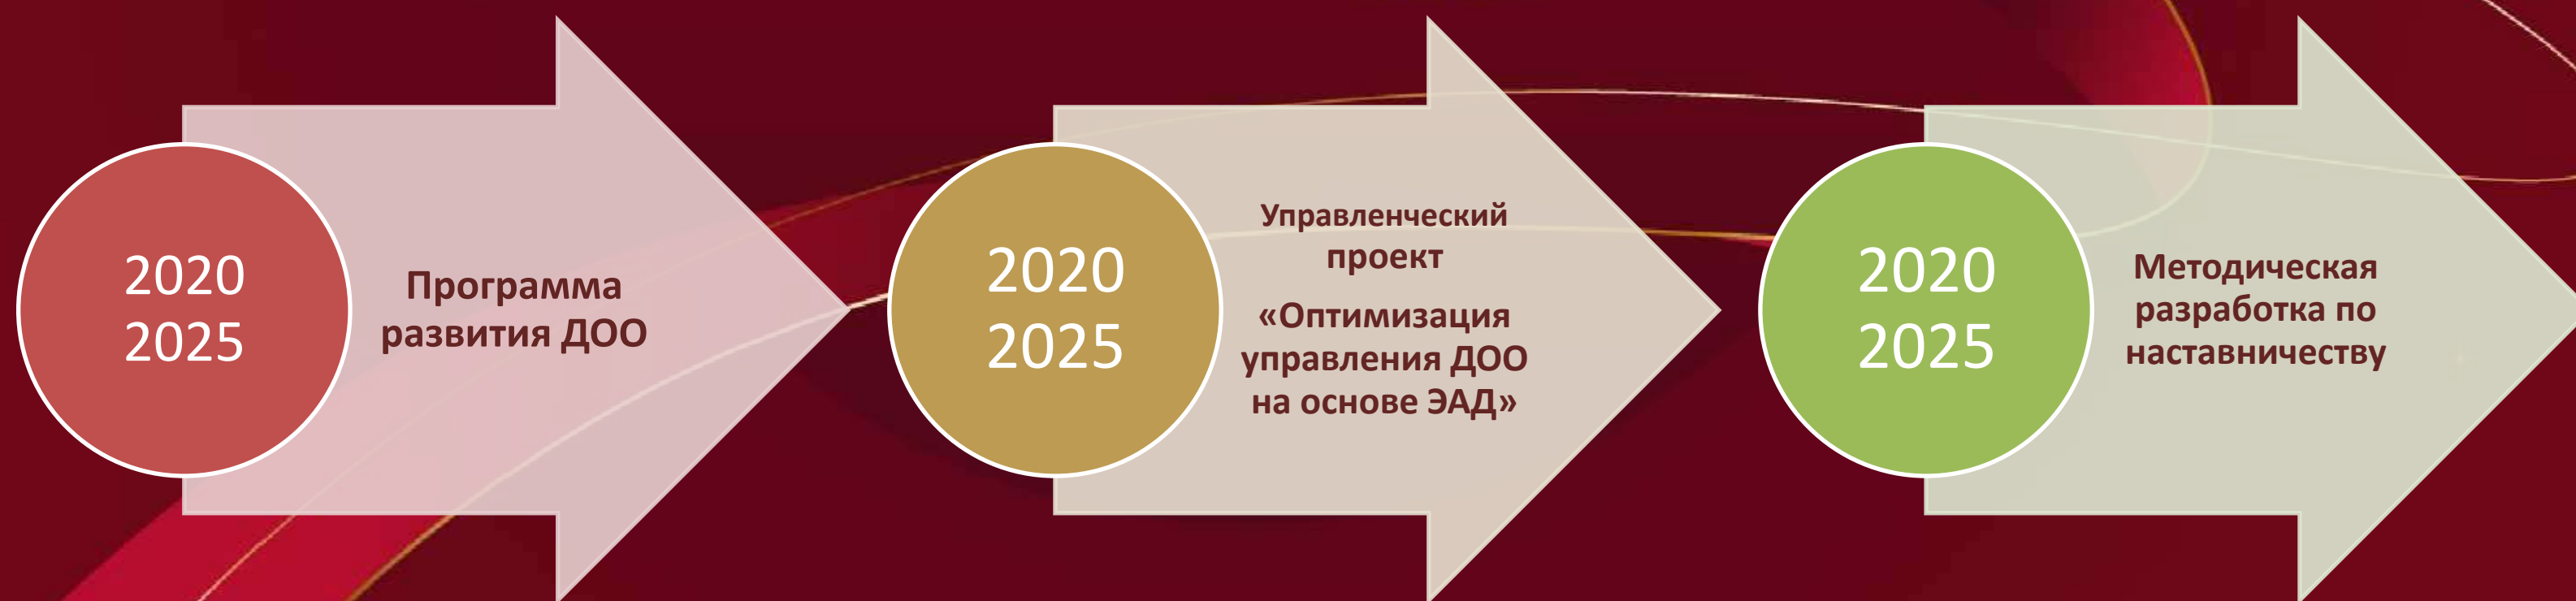 2020
2025
Программа
развития ДОО
2020
2025
Управленческий
проект
«Оптимизация
управления ДОО
на основе ЭАД»
2020
2025
Методическая
разработка по
наставничеству